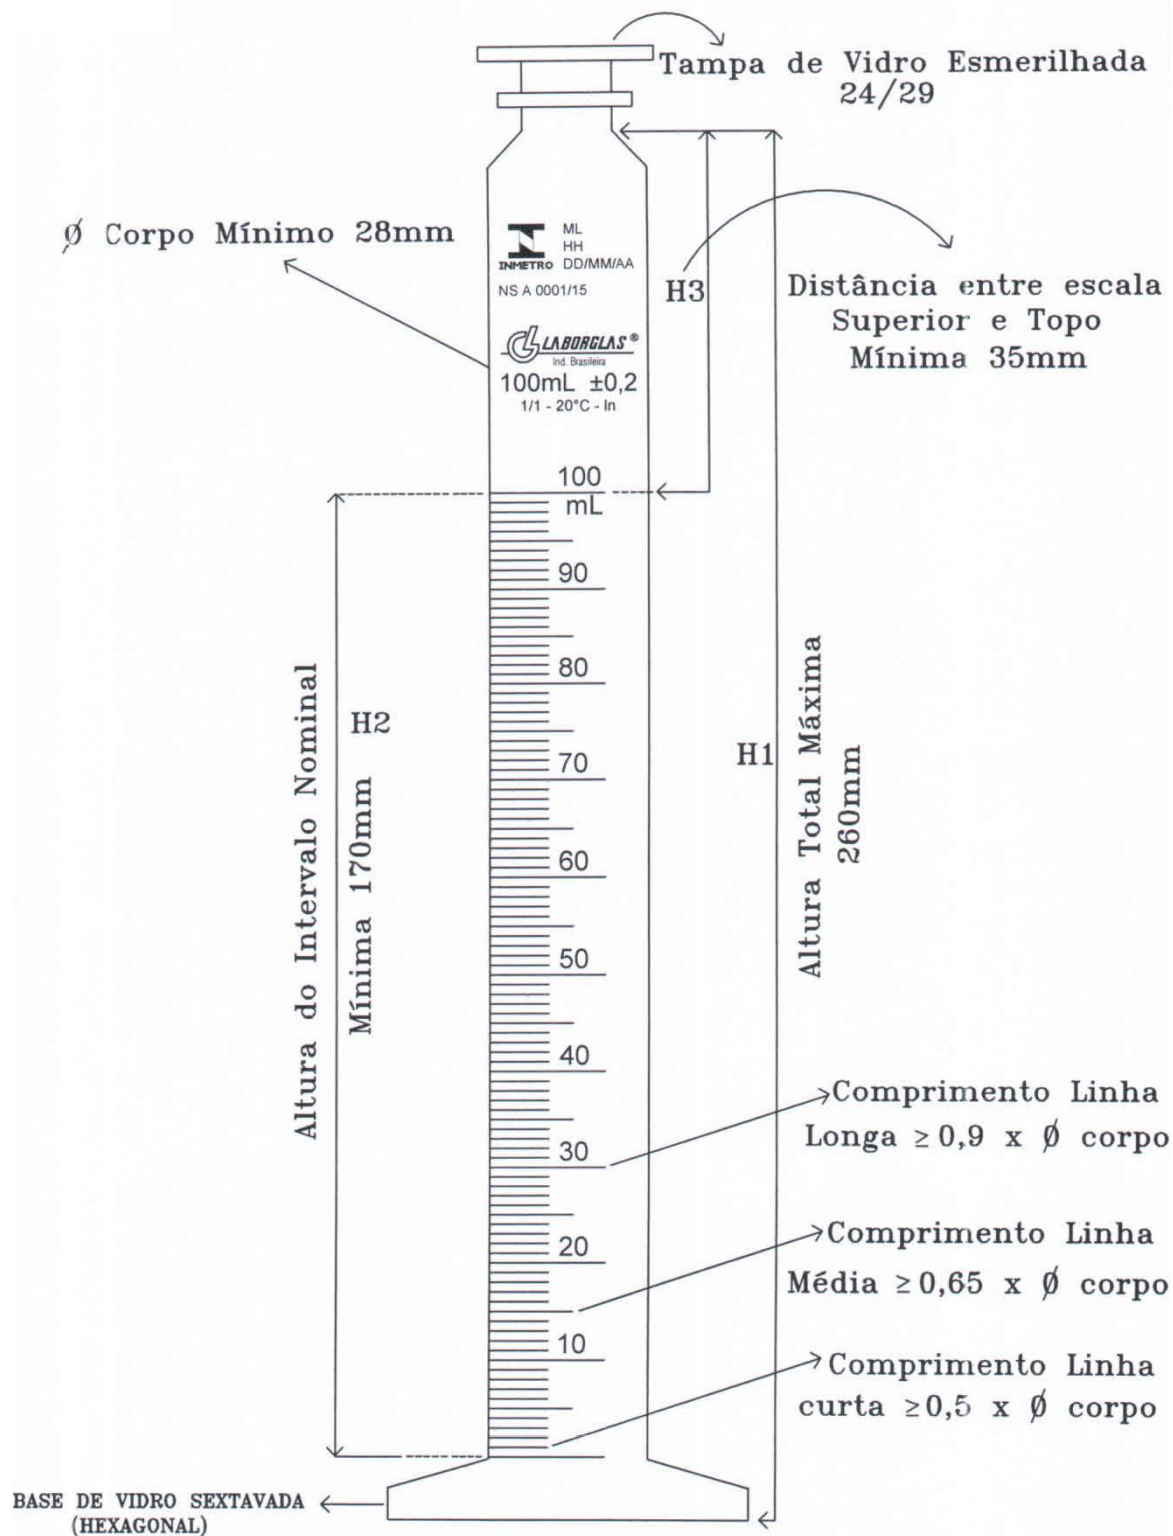 Tampa de Vidro Esmerilhada
24/29
Ø Corpo Mínimo 28mm
ML
HH
INMETRO DD/MM/AA
NS A 0001/15
H3
Distância entre escala
Superior e Topo
Mínima 35mm
LABORGLAS ®
Ind. Brasileira
100mL ±0,2
1/1 - 20°C - In
100
mL
90
80
70
60
50
40
30
20
10
Altura do Intervalo Nominal
Mínima 170mm
H2
H1
Altura Total Máxima
260mm
Comprimento Linha
Longa ≥ 0,9 x Ø corpo
Comprimento Linha
Média ≥ 0,65 x Ø corpo
Comprimento Linha
curta ≥ 0,5 x Ø corpo
BASE DE VIDRO SEXTAVADA
(HEXAGONAL)